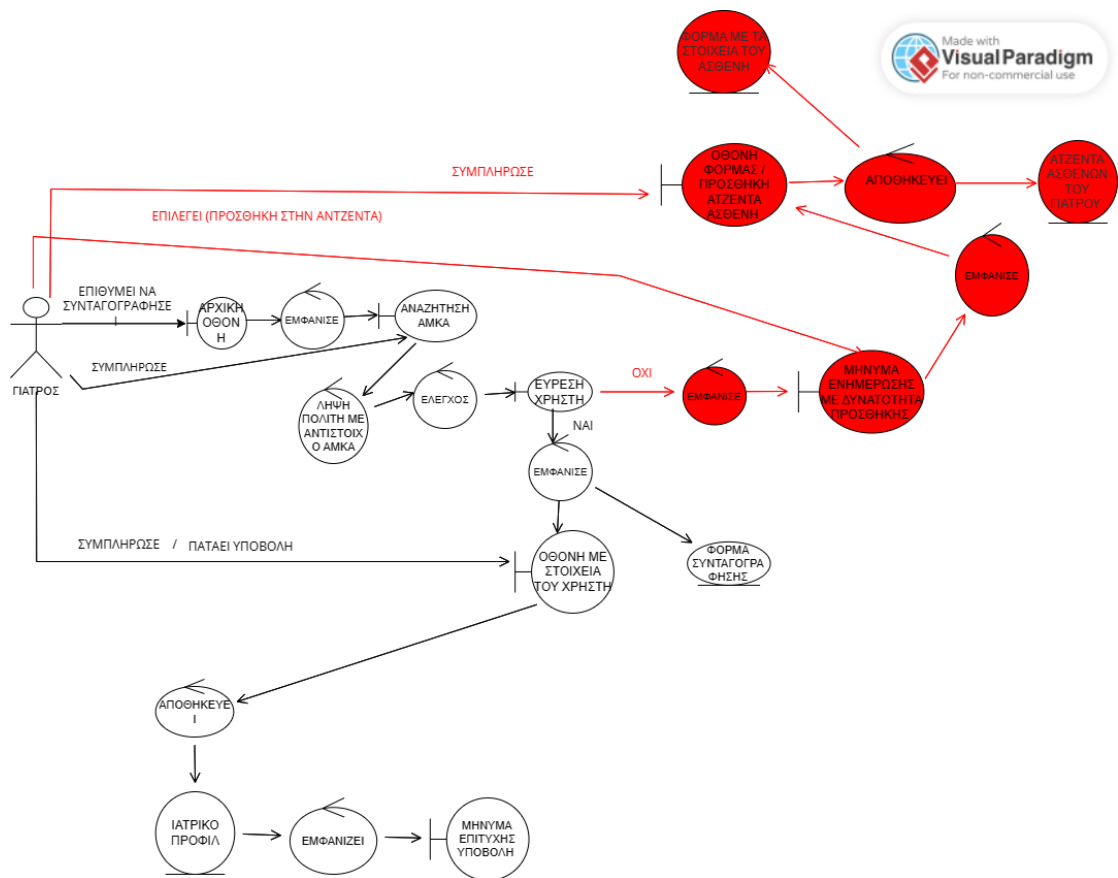 ΦΟΡΜΑ ΜΕ ΤΑ
ΣΤΟΙΧΕΙΑ ΤΟΥ
ΑΣΘΕΝΗ
Made with
Visual Paradigm
For non-commercial use
ΣΥΜΠΛΗΡΩΣΕ
ΟΘΟΝΗ
ΦΟΡΜΑΣ /
ΠΡΟΣΘΗΚΗ
ΑΤΖΕΝΤΑ
ΑΣΘΕΝΗ
ΑΠΟΘΗΚΕΥΕΙ
ΑΤΖΕΝΤΑ
ΑΣΘΕΝΩΝ
ΤΟΥ
ΓΙΑΤΡΟΥ
ΕΠΙΛΕΓΕΙ (ΠΡΟΣΘΗΚΗ ΣΤΗΝ ΑΝΤΖΕΝΤΑ)
ΕΜΦΑΝΙΣΕ
ΕΠΙΘΥΜΕΙ ΝΑ
ΣΥΝΤΑΓΟΓΡΑΦΗΣΕ
Ι
ΑΡΧΙΚΗ
ΟΘΟΝ
Η
ΕΜΦΑΝΙΣΕ
ΑΝΑΖΗΤΗΣΗ
ΑΜΚΑ
ΓΙΑΤΡΟΣ
ΣΥΜΠΛΗΡΩΣΕ
ΛΗΨΗ
ΠΟΛΙΤΗ ΜΕ
ΑΝΤΙΣΤΟΙΧ
Ο ΑΜΚΑ
ΕΛΕΓΧΟΣ
ΕΥΡΕΣΗ
ΧΡΗΣΤΗ
ΟΧΙ
ΕΜΦΑΝΙΣΕ
ΜΗΝΥΜΑ
ΕΝΗΜΕΡΩΣΗΣ
ΜΕ ΔΥΝΑΤΟΤΗΤΑ
ΠΡΟΣΘΗΚΗΣ
ΝΑΙ
ΕΜΦΑΝΙΣΕ
ΣΥΜΠΛΗΡΩΣΕ / ΠΑΤΑΕΙ ΥΠΟΒΟΛΗ
ΟΘΟΝΗ ΜΕ
ΣΤΟΙΧΕΙΑ
ΤΟΥ ΧΡΗΣΤΗ
ΦΟΡΜΑ
ΣΥΝΤΑΓΟΓΡΑ
ΦΗΣΗΣ
ΑΠΟΘΗΚΕΥΕ
Ι
ΙΑΤΡΙΚΟ
ΠΡΟΦΙΛ
ΕΜΦΑΝΙΖΕΙ
ΜΗΝΥΜΑ
ΕΠΙΤΥΧΗΣ
ΥΠΟΒΟΛΗ